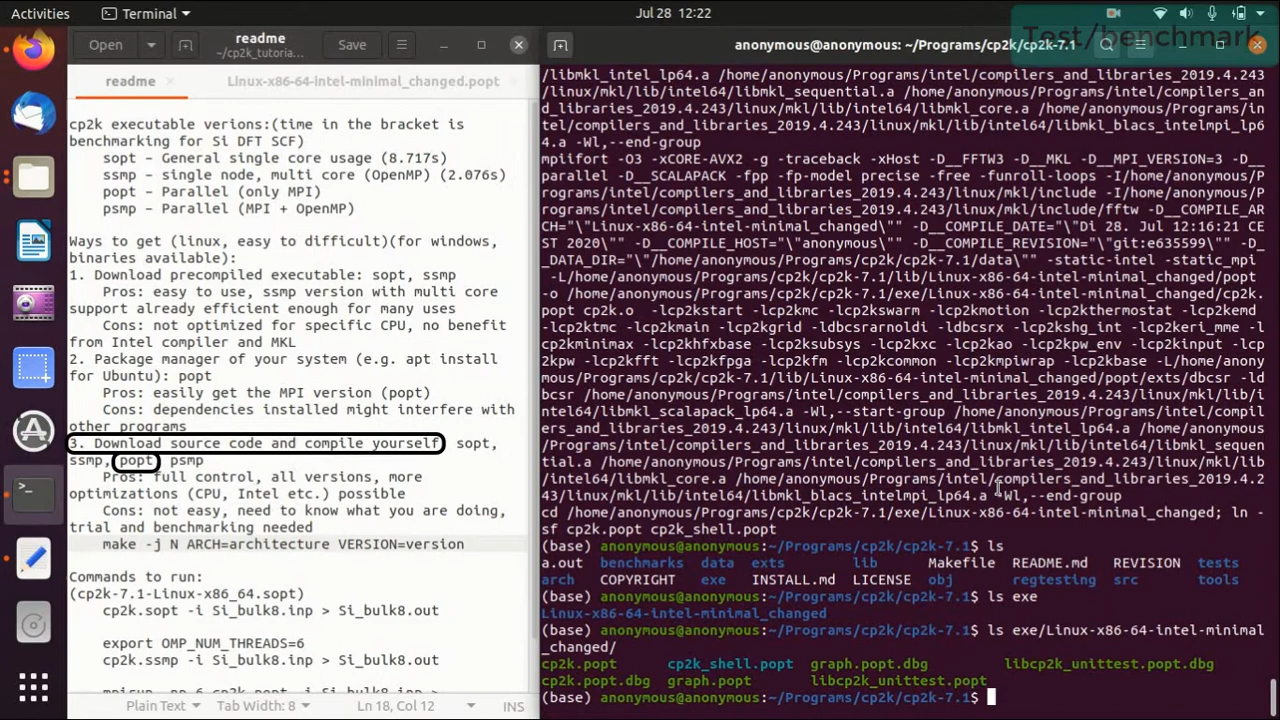 Activities
Terminal
Jul 28 12:22
Test/benchmark
Open
readme
~/cp2k_tutoria…
Save
readme
Linux-x86-64-intel-minimal_changed.popt
cp2k executable verions:(time in the bracket is
benchmarking for Si DFT SCF)
sopt – General single core usage (8.717s)
ssmp – single node, multi core (OpenMP) (2.076s)
popt – Parallel (only MPI)
psmp – Parallel (MPI + OpenMP)
Ways to get (linux, easy to difficult)(for windows,
binaries available):
1. Download precompiled executable: sopt, ssmp
Pros: easy to use, ssmp version with multi core
support already efficient enough for many uses
Cons: not optimized for specific CPU, no benefit
from Intel compiler and MKL
2. Package manager of your system (e.g. apt install
for Ubuntu): popt
Pros: easily get the MPI version (popt)
Cons: dependencies installed might interfere with
other programs
3. Download source code and compile yourself sopt,
ssmp, popt psmp
Pros: full control, all versions, more
optimizations (CPU, Intel etc.) possible
Cons: not easy, need to know what you are doing,
trial and benchmarking needed
make -j N ARCH=architecture VERSION=version
Commands to run:
(cp2k-7.1-Linux-x86_64.sopt)
cp2k.sopt -i Si_bulk8.inp > Si_bulk8.out
export OMP_NUM_THREADS=6
cp2k.ssmp -i Si_bulk8.inp > Si_bulk8.out
Plain Text
Tab Width: 8
Ln 18, Col 12
INS
anonymous@anonymous: ~/Programs/cp2k/cp2k-7.1
/libmkl_intel_lp64.a /home/anonymous/Programs/intel/compilers_and_libraries_2019.4.243
/linux/mkl/lib/intel64/libmkl_sequential.a /home/anonymous/Programs/intel/compilers_an
d_libraries_2019.4.243/linux/mkl/lib/intel64/libmkl_core.a /home/anonymous/Programs/in
tel/compilers_and_libraries_2019.4.243/linux/mkl/lib/intel64/libmkl_blacs_intelmpi_lp6
4.a -Wl,--end-group
mpiifort -O3 -xCORE-AVX2 -g -traceback -xHost -D__FFTW3 -D__MKL -D__MPI_VERSION=3 -D__
parallel -D__SCALAPACK -fpp -fp-model precise -free -funroll-loops -I/home/anonymous/P
rograms/intel/compilers_and_libraries_2019.4.243/linux/mkl/include -I/home/anonymous/P
rograms/intel/compilers_and_libraries_2019.4.243/linux/mkl/include/fftw -D__COMPILE_AR
CH="\"Linux-x86-64-intel-minimal_changed\"" -D__COMPILE_DATE="\"Di 28. Jul 12:16:21 CE
ST 2020\"" -D__COMPILE_HOST="\"anonymous\"" -D__COMPILE_REVISION="\"git:e635599\"" -D_
_DATA_DIR="\"/home/anonymous/Programs/cp2k/cp2k-7.1/data\"" -static-intel -static_mpi
-L/home/anonymous/Programs/cp2k/cp2k-7.1/lib/Linux-x86-64-intel-minimal_changed/popt
-o /home/anonymous/Programs/cp2k/cp2k-7.1/exe/Linux-x86-64-intel-minimal_changed/cp2k.
popt cp2k.o -lcp2kstart -lcp2kmc -lcp2kswarm -lcp2kmotion -lcp2kthermostat -lcp2kemd
-lcp2ktmc -lcp2kmain -lcp2kgrid -ldbcsrarnoldi -ldbcsrx -lcp2kshg_int -lcp2keri_mme -l
cp2kminimax -lcp2khfxbase -lcp2ksubsys -lcp2kxc -lcp2kao -lcp2kpw_env -lcp2kinput -lcp
2kpw -lcp2kfft -lcp2kfpga -lcp2kfm -lcp2kcommon -lcp2kmpiwrap -lcp2kbase -L/home/anony
mous/Programs/cp2k/cp2k-7.1/lib/Linux-x86-64-intel-minimal_changed/popt/exts/dbcsr -ld
bcsr /home/anonymous/Programs/intel/compilers_and_libraries_2019.4.243/linux/mkl/lib/i
ntel64/libmkl_scalapack_lp64.a -Wl,--start-group /home/anonymous/Programs/intel/compil
ers_and_libraries_2019.4.243/linux/mkl/lib/intel64/libmkl_intel_lp64.a /home/anonymous
/Programs/intel/compilers_and_libraries_2019.4.243/linux/mkl/lib/intel64/libmkl_sequen
tial.a /home/anonymous/Programs/intel/compilers_and_libraries_2019.4.243/linux/mkl/lib
/intel64/libmkl_core.a /home/anonymous/Programs/intel/compilers_and_libraries_2019.4.2
43/linux/mkl/lib/intel64/libmkl_blacs_intelmpi_lp64.a -Wl,--end-group
cd /home/anonymous/Programs/cp2k/cp2k-7.1/exe/Linux-x86-64-intel-minimal_changed; ln -
sf cp2k.popt cp2k_shell.popt
(base) anonymous@anonymous:~/Programs/cp2k/cp2k-7.1$ ls
a.out benchmarks data exts lib Makefile README.md REVISION tests
arch COPYRIGHT exe INSTALL.md LICENSE obj regtesting src tools
(base) anonymous@anonymous:~/Programs/cp2k/cp2k-7.1$ ls exe
Linux-x86-64-intel-minimal_changed
(base) anonymous@anonymous:~/Programs/cp2k/cp2k-7.1$ ls exe/Linux-x86-64-intel-minimal
_changed/
cp2k.popt cp2k_shell.popt graph.popt.dbg libcp2k_unittest.popt.dbg
cp2k.popt.dbg graph.popt libcp2k_unittest.popt
(base) anonymous@anonymous:~/Programs/cp2k/cp2k-7.1$